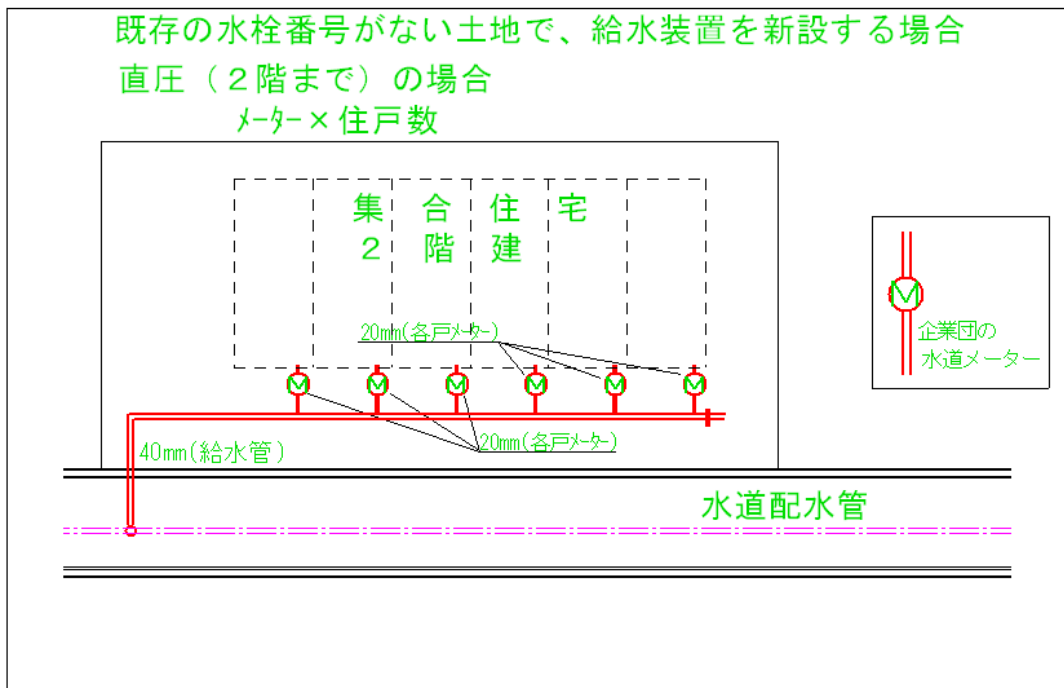 既存の水栓番号がない土地で、給水装置を新設する場合
直圧（２階まで）の場合
ﾒｰﾀｰ×住戸数
集合住宅
２階建
20mm(各戸ﾒｰﾀｰ)
企業団の
水道メーター
20mm(各戸ﾒｰﾀｰ)
40mm(給水管)
水道配水管